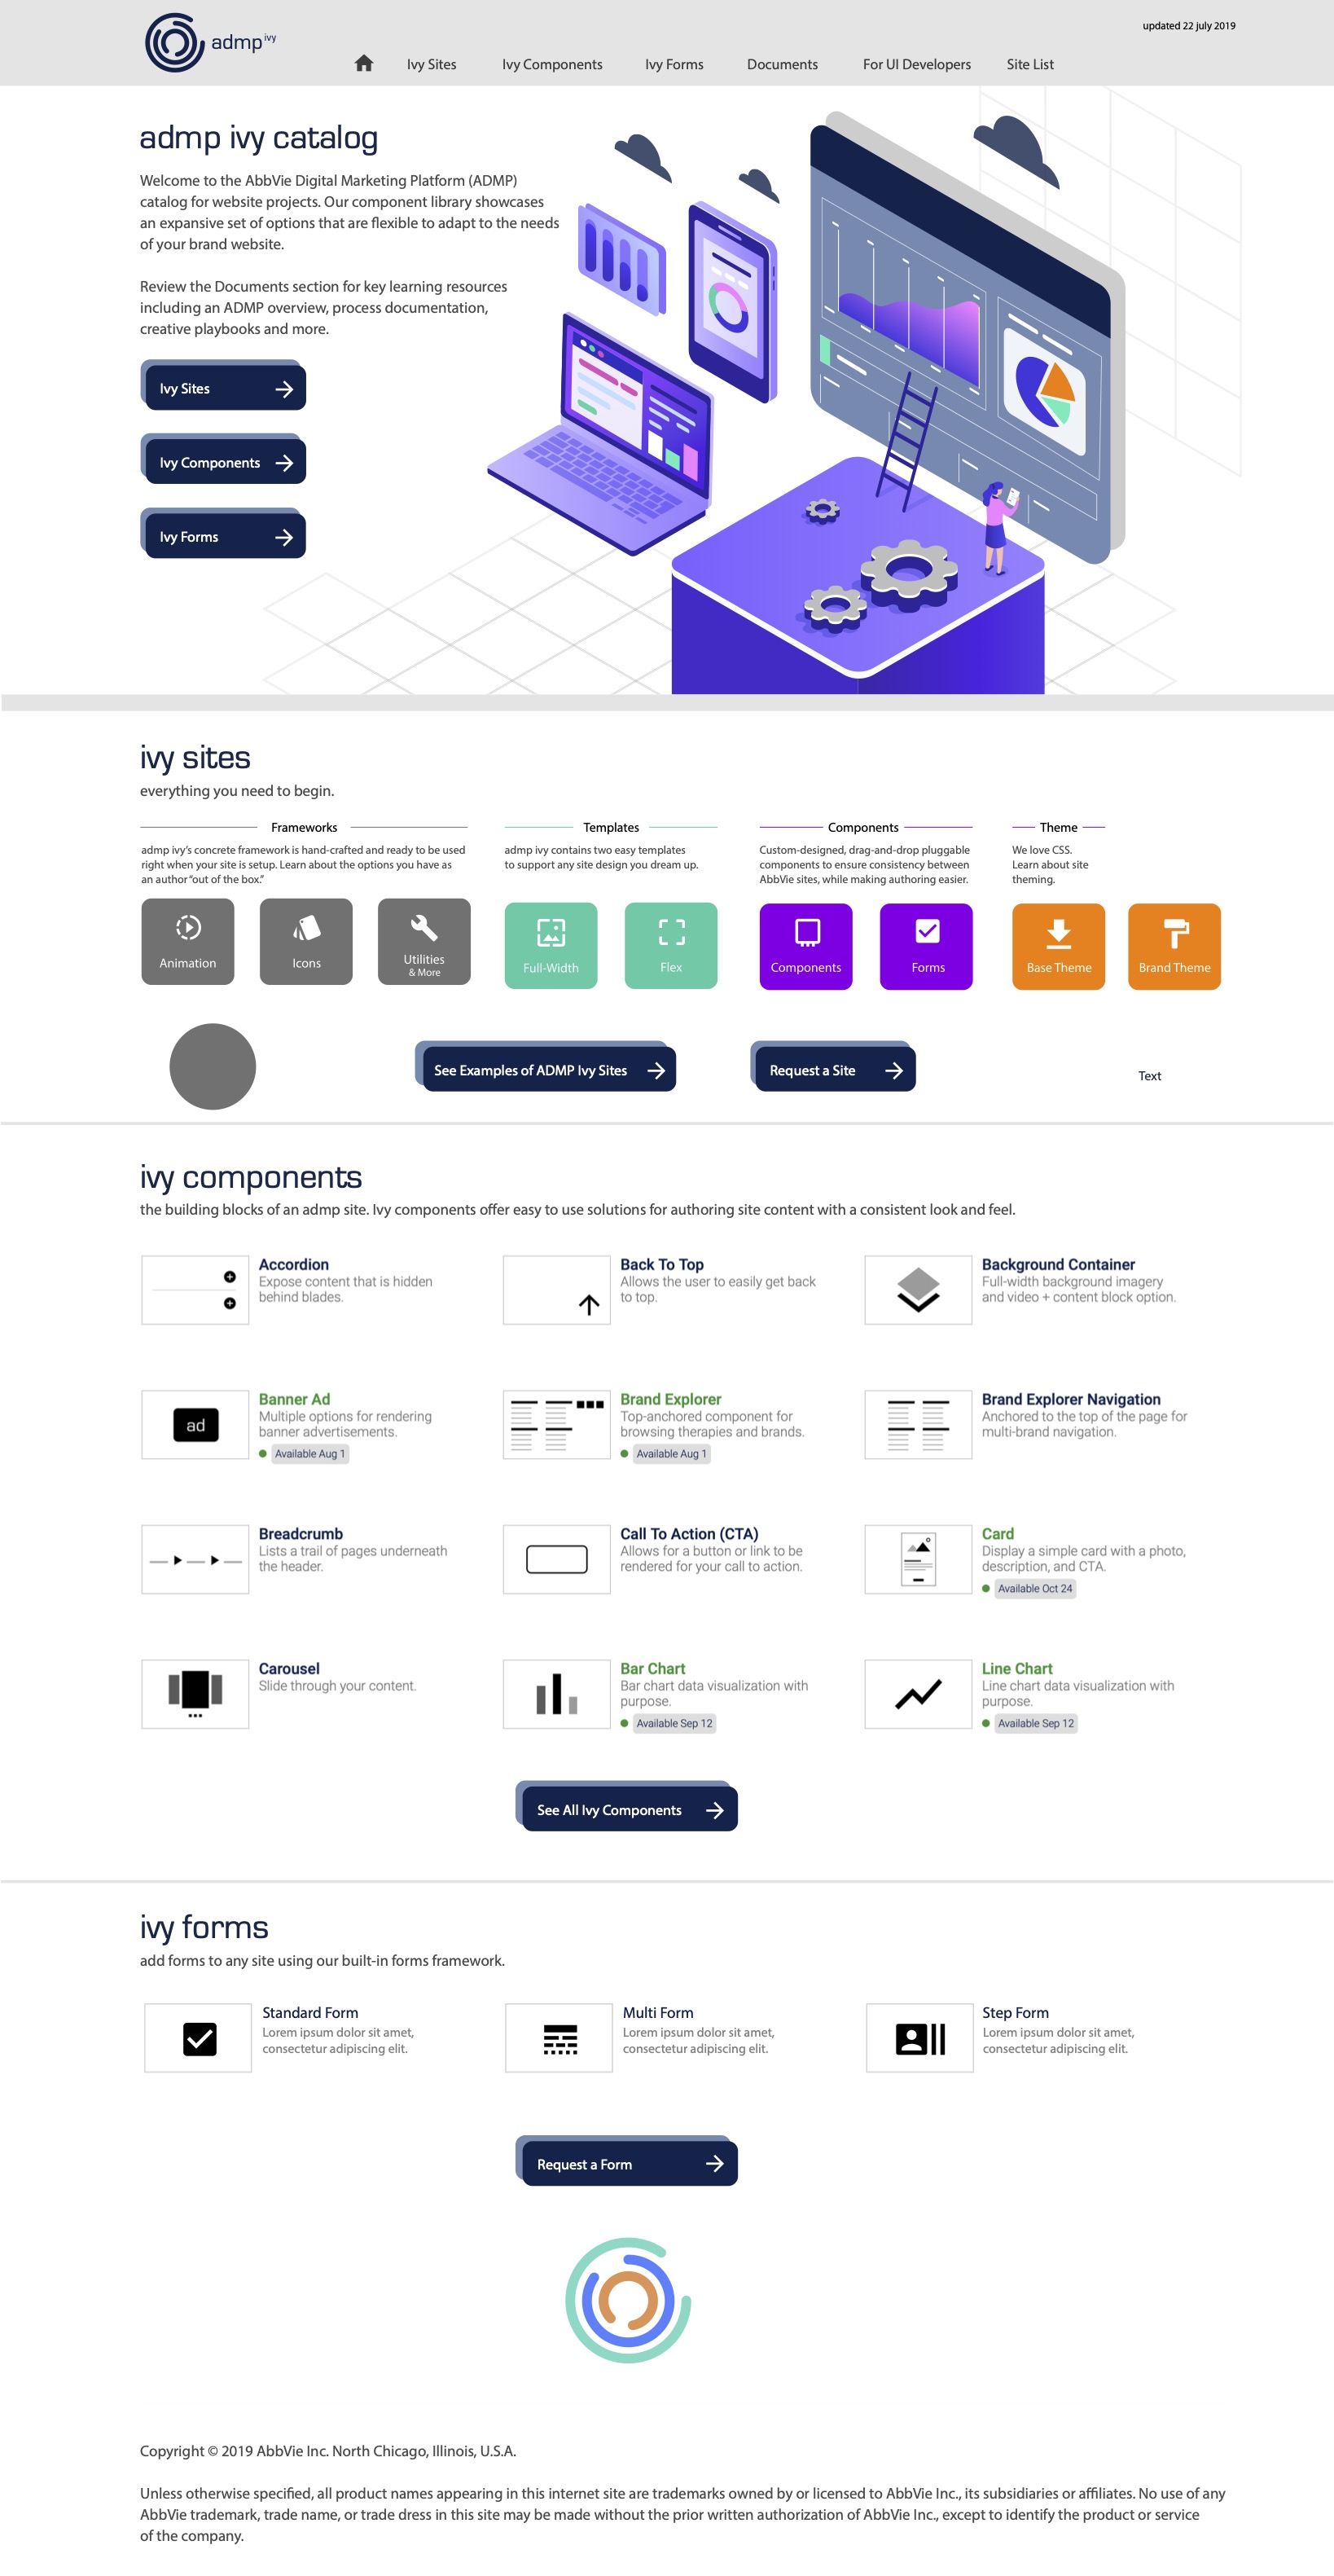 admp ivy
updated 22 july 2019
Ivy Sites
Ivy Components
Ivy Forms
Documents
For UI Developers
Site List
admp ivy catalog
Welcome to the AbbVie Digital Marketing Platform (ADMP)
catalog for website projects. Our component library showcases
an expansive set of options that are flexible to adapt to the needs
of your brand website.
Review the Documents section for key learning resources
including an ADMP overview, process documentation,
creative playbooks and more.
Ivy Sites
Ivy Components
Ivy Forms
ivy sites
everything you need to begin.
Frameworks
admp ivy's concrete framework is hand-crafted and ready to be used
right when your site is setup. Learn about the options you have as
an author "out of the box."
Animation
Icons
Utilities
& More
Templates
admp ivy contains two easy templates
to support any site design you dream up.
Full-Width
Flex
Components
Custom-designed, drag-and-drop pluggable
components to ensure consistency between
AbbVie sites, while making authoring easier.
Components
Forms
Theme
We love CSS.
Learn about site
theming.
Base Theme
Brand Theme
See Examples of ADMP Ivy Sites
Request a Site
Text
ivy components
the building blocks of an admp site. Ivy components offer easy to use solutions for authoring site content with a consistent look and feel.
Accordion
Expose content that is hidden
behind blades.
Back To Top
Allows the user to easily get back
to top.
Background Container
Full-width background imagery
and video + content block option.
ad
Banner Ad
Multiple options for rendering
banner advertisements.
Available Aug 1
Brand Explorer
Top-anchored component for
browsing therapies and brands.
Available Aug 1
Brand Explorer Navigation
Anchored to the top of the page for
multi-brand navigation.
Breadcrumb
Lists a trail of pages underneath
the header.
Call To Action (CTA)
Allows for a button or link to be
rendered for your call to action.
Card
Display a simple card with a photo,
description, and CTA.
Available Oct 24
Carousel
Slide through your content.
Bar Chart
Bar chart data visualization with
purpose.
Available Sep 12
Line Chart
Line chart data visualization with
purpose.
Available Sep 12
See All Ivy Components
ivy forms
add forms to any site using our built-in forms framework.
Standard Form
Lorem ipsum dolor sit amet,
consectetur adipiscing elit.
Multi Form
Lorem ipsum dolor sit amet,
consectetur adipiscing elit.
Step Form
Lorem ipsum dolor sit amet,
consectetur adipiscing elit.
Request a Form
Copyright © 2019 AbbVie Inc. North Chicago, Illinois, U.S.A.
Unless otherwise specified, all product names appearing in this internet site are trademarks owned by or licensed to AbbVie Inc., its subsidiaries or affiliates. No use of any
AbbVie trademark, trade name, or trade dress in this site may be made without the prior written authorization of AbbVie Inc., except to identify the product or service
of the company.